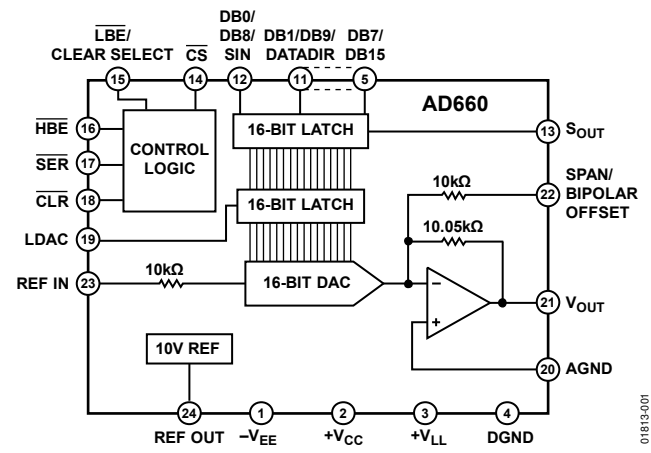 LBE/
CLEAR SELECT
CS
DB0/
DB8/
SIN
DB1/DB9/
DATADIR
DB7/
DB15
15
14
12
11
5
AD660
HBE
16
SER
17
CLR
18
LDAC
19
REF IN
23
CONTROL
LOGIC
16-BIT LATCH
16-BIT LATCH
10kΩ
16-BIT DAC
10kΩ
10.05kΩ
−
+
13
SOUT
22
SPAN/
BIPOLAR
OFFSET
21
VOUT
20
AGND
10V REF
24
1
2
3
4
REF OUT
–VEE
+VCC
+VLL
DGND
01813-001